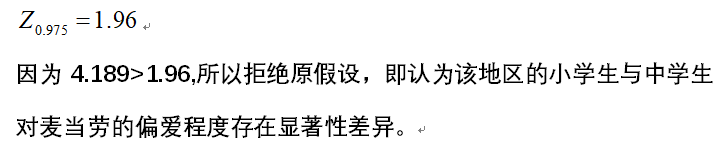 Z0.975 = 1.96
因为 4.189>1.96,所以拒绝原假设，即认为该地区的小学生与中学生
对麦当劳的偏爱程度存在显著性差异。